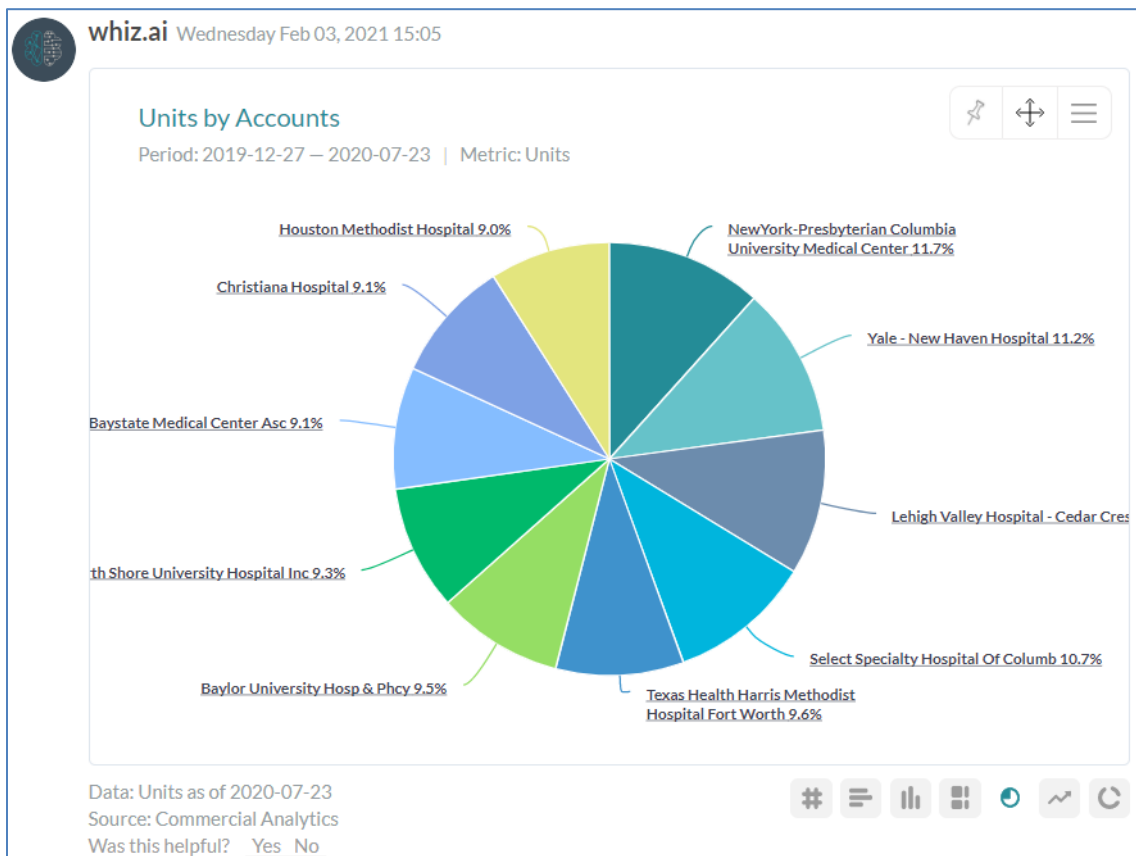 whiz.ai Wednesday Feb 03, 2021 15:05
Units by Accounts
Period: 2019-12-27 — 2020-07-23 | Metric: Units
Houston Methodist Hospital 9.0%
NewYork-Presbyterian Columbia
University Medical Center 11.7%
Christiana Hospital 9.1%
Yale - New Haven Hospital 11.2%
Baystate Medical Center Asc 9.1%
Lehigh Valley Hospital - Cedar Cres
rth Shore University Hospital Inc 9.3%
Select Specialty Hospital Of Columb 10.7%
Baylor University Hosp & Phcy 9.5%
Texas Health Harris Methodist
Hospital Fort Worth 9.6%
Data: Units as of 2020-07-23
Source: Commercial Analytics
Was this helpful? Yes No